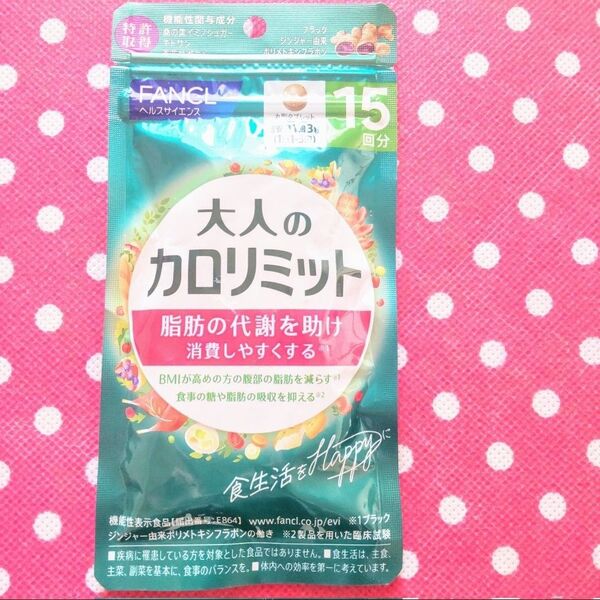 特許
取得
機能性関与成分
桑の葉イミノシュガー
キトサン
ブラック
ジンジャー由来
ポリメトキシフラボン
FANCL
ヘルスサイエンス
15
回分
大人の
カロリミット
脂肪の代謝を助け
消費しやすくする※1
BMIが高めの方の腹部の脂肪を減らす※1
食事の糖や脂肪の吸収を抑える※2
食生活をHappyに
機能性表示食品【届出番号:E864】 www.fancl.co.jp/evi ※1ブラック
ジンジャー由来ポリメトキシフラボンの働き ※2製品を用いた臨床試験
■疾病に罹患している方を対象とした食品ではありません。■食生活は、主食、
主菜、副菜を基本に、食事のバランスを。■体内への効率を第一に考えています。